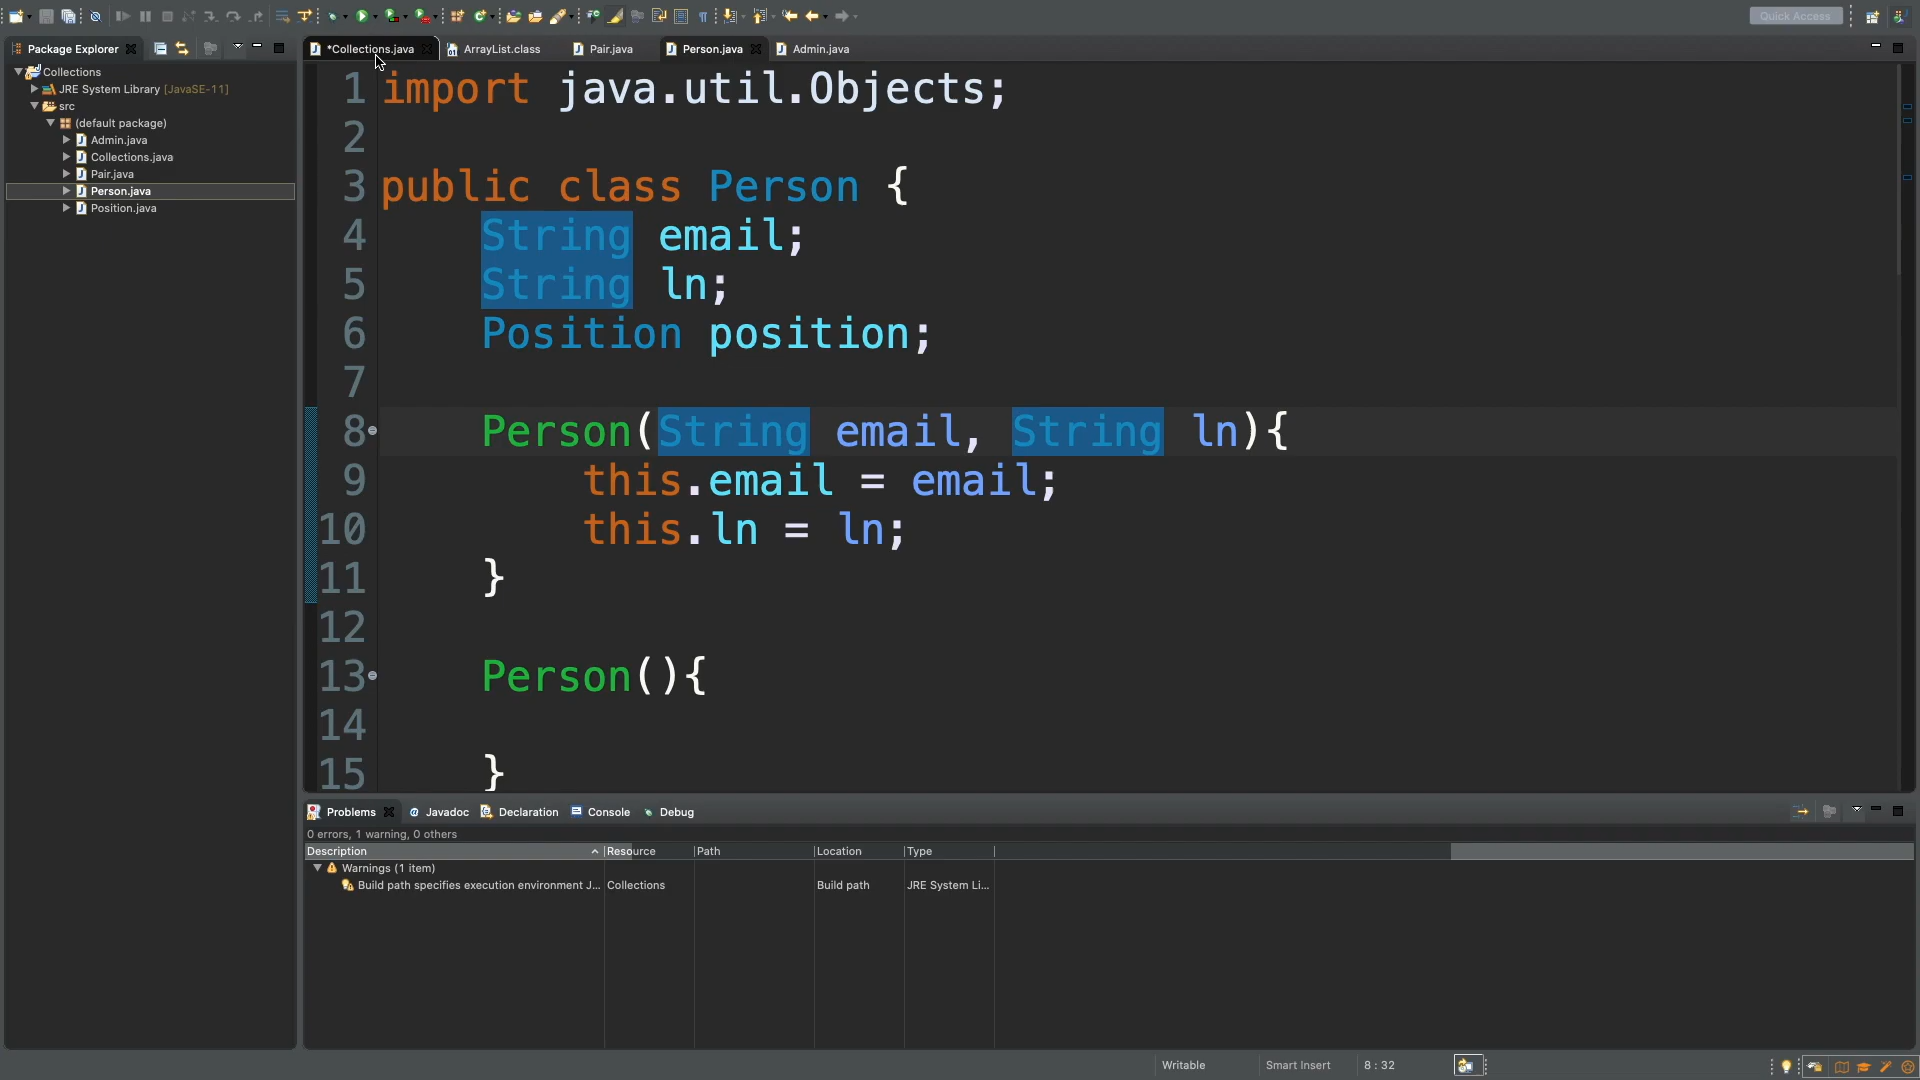 Quick Access
Package Explorer
*Collections.java
ArrayList.class
Pair.java
Person.java
Admin.java
Collections
JRE System Library [JavaSE-11]
src
(default package)
Admin.java
Collections.java
Pair.java
Person.java
Position.java
1 import java.util.Objects;
2
3 public class Person {
4 String email;
5 String ln;
6 Position position;
7
8 Person(String email, String ln){
9 this.email = email;
10 this.ln = ln;
11 }
12
13 Person(){
14
15 }
Problems
@ Javadoc
Declaration
Console
Debug
0 errors, 1 warning, 0 others
Description Resource Path Location Type
Warnings (1 item)
Build path specifies execution environment J... Collections Build path JRE System Li...
Writable Smart Insert 8 : 32